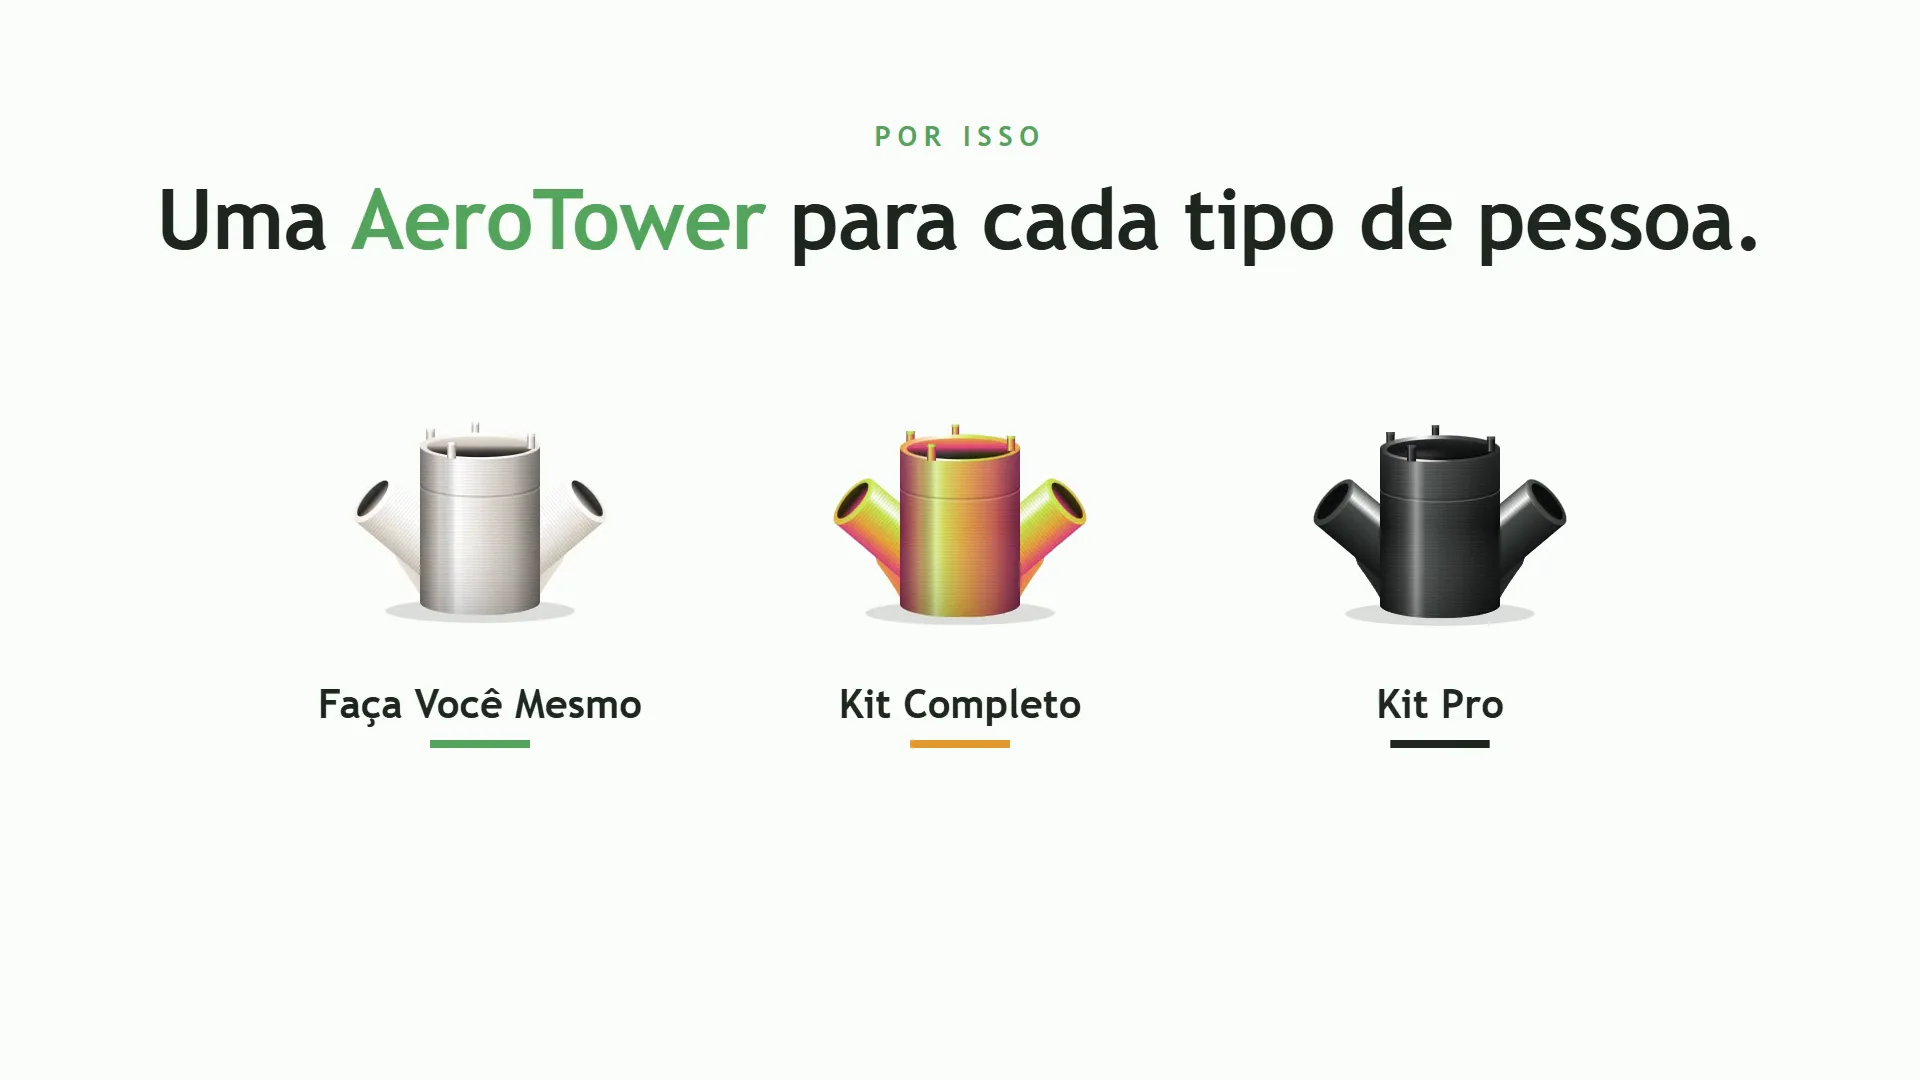 POR ISSO
Uma AeroTower para cada tipo de pessoa.
Faça Você Mesmo
Kit Completo
Kit Pro